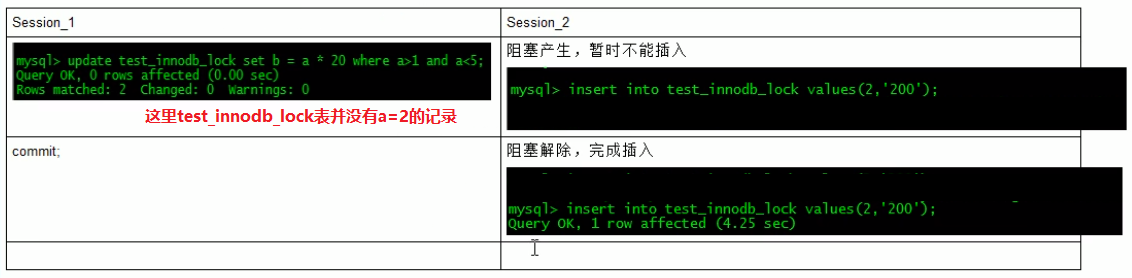 Session_1
Session_2
mysql> update test_innodb_lock set b = a * 20 where a>1 and a<5;
Query OK, 0 rows affected (0.00 sec)
Rows matched: 2 Changed: 0 Warnings: 0
这里test_innodb_lock表并没有a=2的记录
阻塞产生，暂时不能插入
mysql> insert into test_innodb_lock values(2,'200');
commit;
阻塞解除，完成插入
mysql> insert into test_innodb_lock values(2,'200');
Query OK, 1 row affected (4.25 sec)